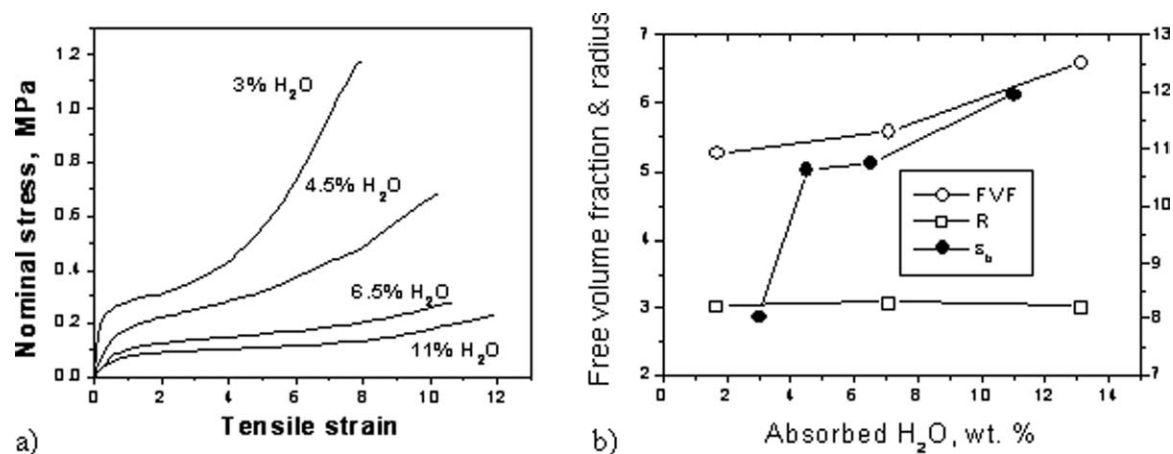 Nominal stress, MPa
1.2
1.0
0.8
0.6
0.4
0.2
0.0
3% H₂O
4.5% H₂O
6.5% H₂O
11% H₂O
0 2 4 6 8 10 12
Tensile strain
a)
Free volume fraction & radius
7
6
5
4
3
2
13
12
11
10
9
8
7
FVF
R
ε_b
0 2 4 6 8 10 12 14
Absorbed H₂O, wt. %
b)